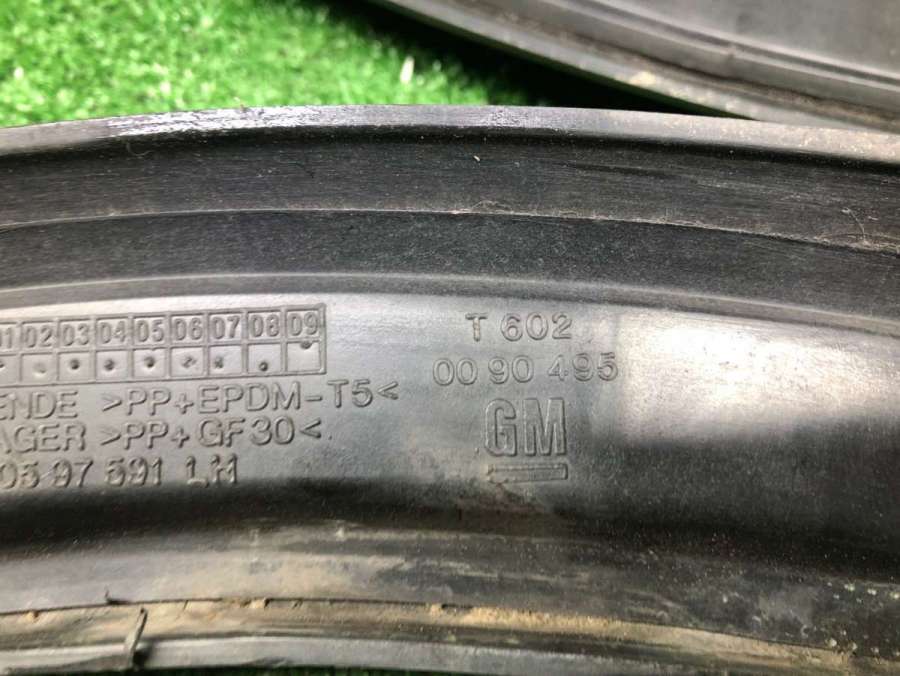 01 02 03 04 05 06 07 08 09
ENDE >PP+EPDM-T5<
AGER >PP+GF30<
05 97 691 LH
T 602
00 90 495
GM